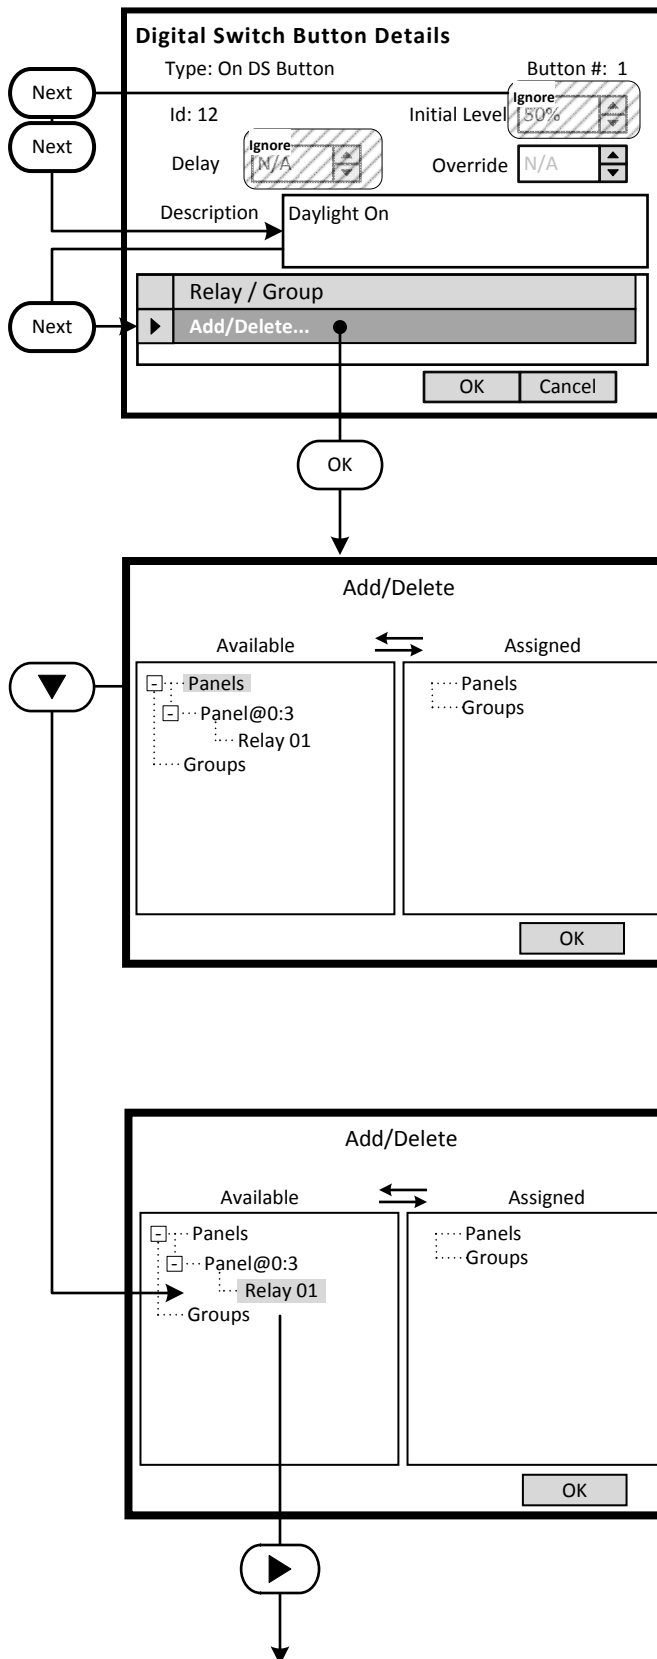 Digital Switch Button Details
Type: On DS Button Button #: 1
Next
Id: 12 Initial Level Ignore 50%
Next
Delay Ignore N/A Override N/A
Description Daylight On
Relay / Group
Next Add/Delete...
OK Cancel
OK
Add/Delete
Available Assigned
Panels Panels
Panel@0:3 Groups
Relay 01
Groups
OK
Add/Delete
Available Assigned
Panels Panels
Panel@0:3 Groups
Relay 01
Groups
OK